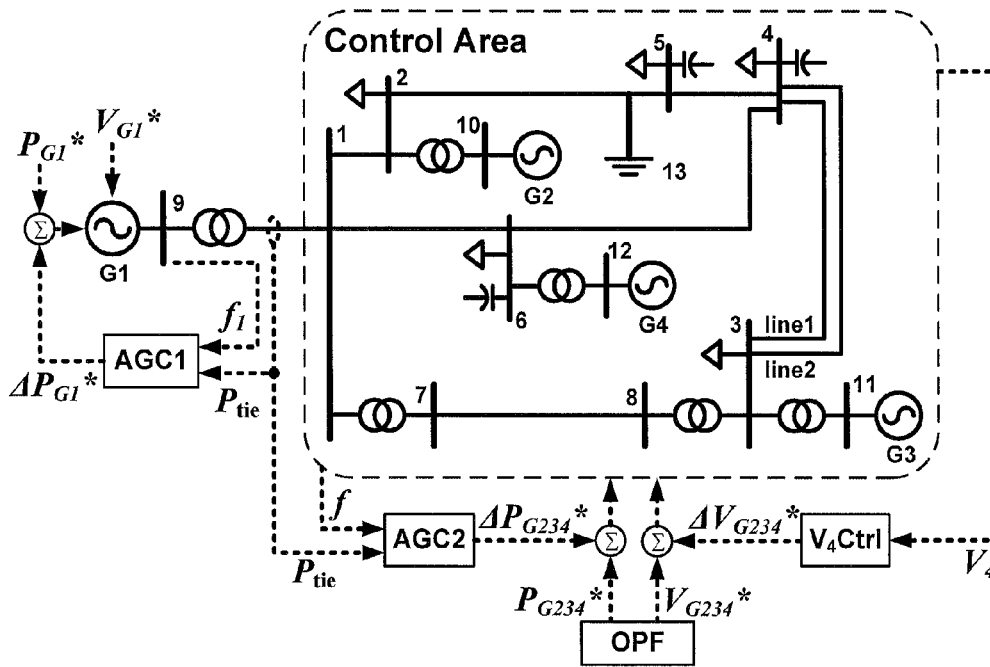 Control Area
5
4
2
V_G1*
P_G1*
1
10
13
G2
9
Σ
G1
12
f_1
G4
6
3
line1
AGC1
line2
ΔP_G1*
P_tie
7
8
11
G3
f
ΔP_G234*
ΔV_G234*
AGC2
Σ
Σ
V_4Ctrl
P_tie
V_4
P_G234*
V_G234*
OPF